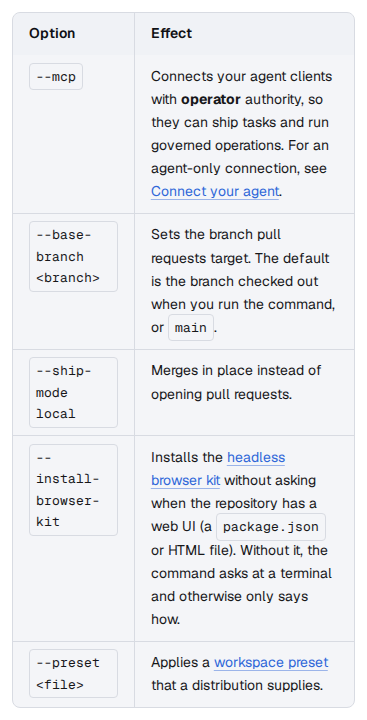 Option Effect
--mcp
Connects your agent clients
with operator authority, so
they can ship tasks and run
governed operations. For an
agent-only connection, see
Connect your agent.
--base-
branch
<branch>
Sets the branch pull
requests target. The default
is the branch checked out
when you run the command,
or main.
--ship-
mode
local
Merges in place instead of
opening pull requests.
--
install-
browser-
kit
Installs the headless
browser kit without asking
when the repository has a
web UI (a package.json
or HTML file). Without it, the
command asks at a terminal
and otherwise only says
how.
--preset
<file>
Applies a workspace preset
that a distribution supplies.